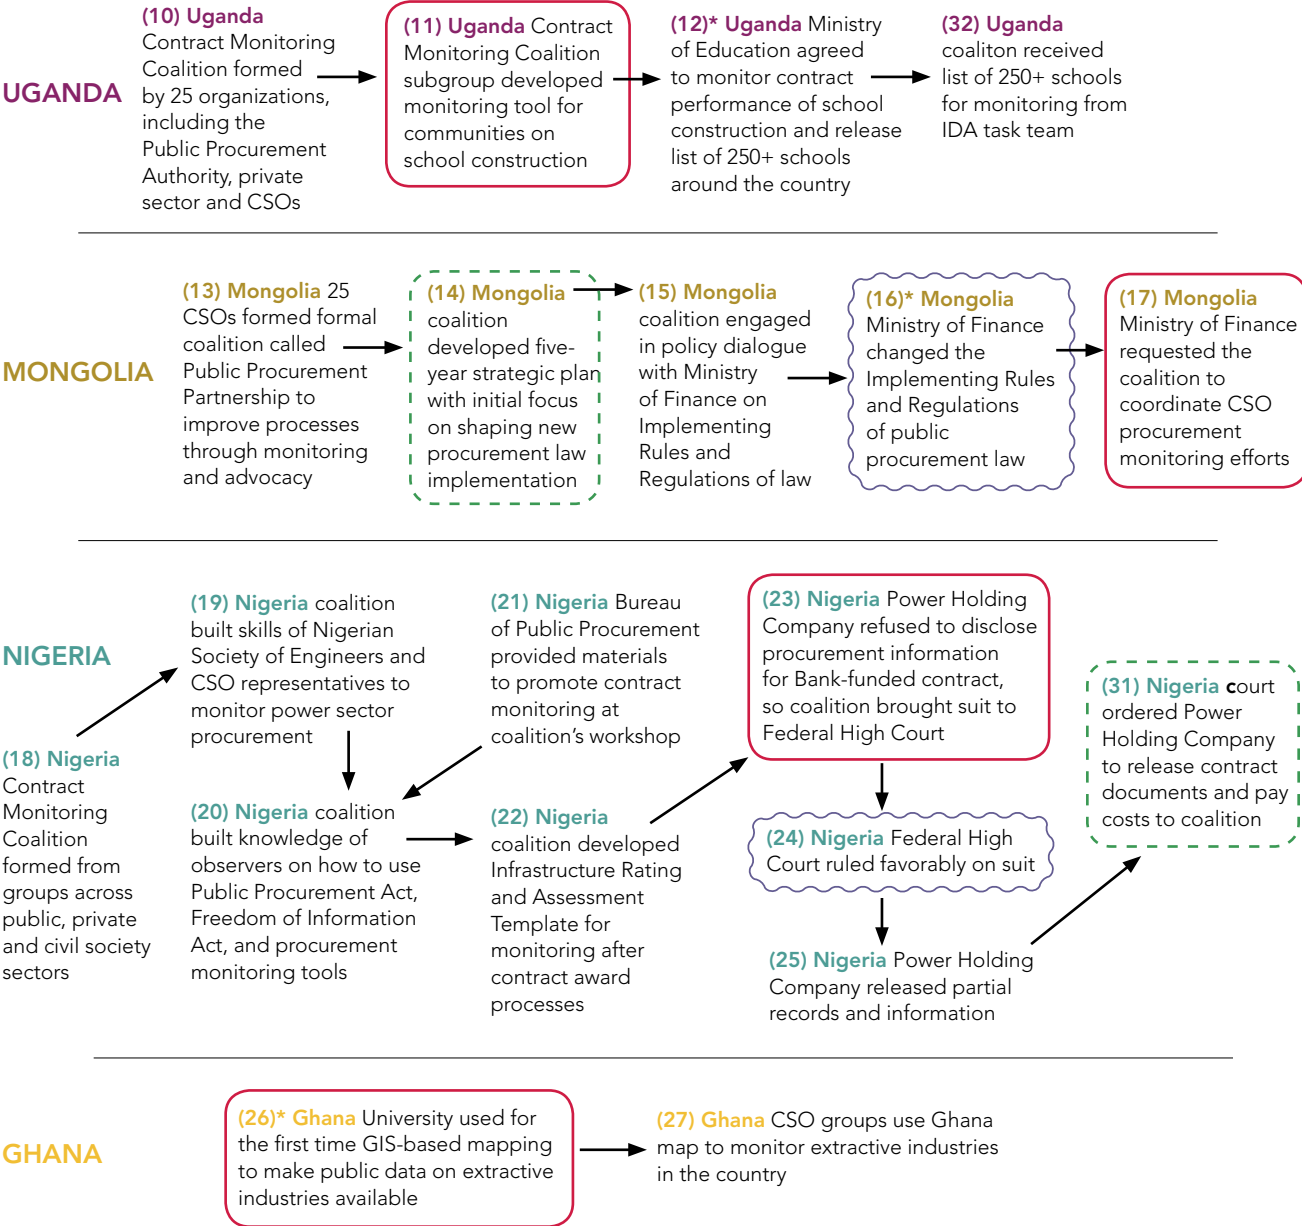 UGANDA
(10) Uganda
Contract Monitoring
Coalition formed
by 25 organizations,
including the
Public Procurement
Authority, private
sector and CSOs
(11) Uganda Contract
Monitoring Coalition
subgroup developed
monitoring tool for
communities on
school construction
(12)* Uganda Ministry
of Education agreed
to monitor contract
performance of school
construction and release
list of 250+ schools
around the country
(32) Uganda
coaliton received
list of 250+ schools
for monitoring from
IDA task team
MONGOLIA
(13) Mongolia 25
CSOs formed formal
coalition called
Public Procurement
Partnership to
improve processes
through monitoring
and advocacy
(14) Mongolia
coalition
developed five-
year strategic plan
with initial focus
on shaping new
procurement law
implementation
(15) Mongolia
coalition engaged
in policy dialogue
with Ministry
of Finance on
Implementing
Rules and
Regulations of law
(16)* Mongolia
Ministry of Finance
changed the
Implementing Rules
and Regulations
of public
procurement law
(17) Mongolia
Ministry of Finance
requested the
coalition to
coordinate CSO
procurement
monitoring efforts
NIGERIA
(18) Nigeria
Contract
Monitoring
Coalition
formed from
groups across
public, private
and civil society
sectors
(19) Nigeria coalition
built skills of Nigerian
Society of Engineers and
CSO representatives to
monitor power sector
procurement
(20) Nigeria coalition
built knowledge of
observers on how to use
Public Procurement Act,
Freedom of Information
Act, and procurement
monitoring tools
(21) Nigeria Bureau
of Public Procurement
provided materials
to promote contract
monitoring at
coalition's workshop
(22) Nigeria
coalition developed
Infrastructure Rating
and Assessment
Template for
monitoring after
contract award
processes
(23) Nigeria Power Holding
Company refused to disclose
procurement information
for Bank-funded contract,
so coalition brought suit to
Federal High Court
(24) Nigeria Federal High
Court ruled favorably on suit
(25) Nigeria Power Holding
Company released partial
records and information
(31) Nigeria court
ordered Power
Holding Company
to release contract
documents and pay
costs to coalition
GHANA
(26)* Ghana University used for
the first time GIS-based mapping
to make public data on extractive
industries available
(27) Ghana CSO groups use Ghana
map to monitor extractive industries
in the country